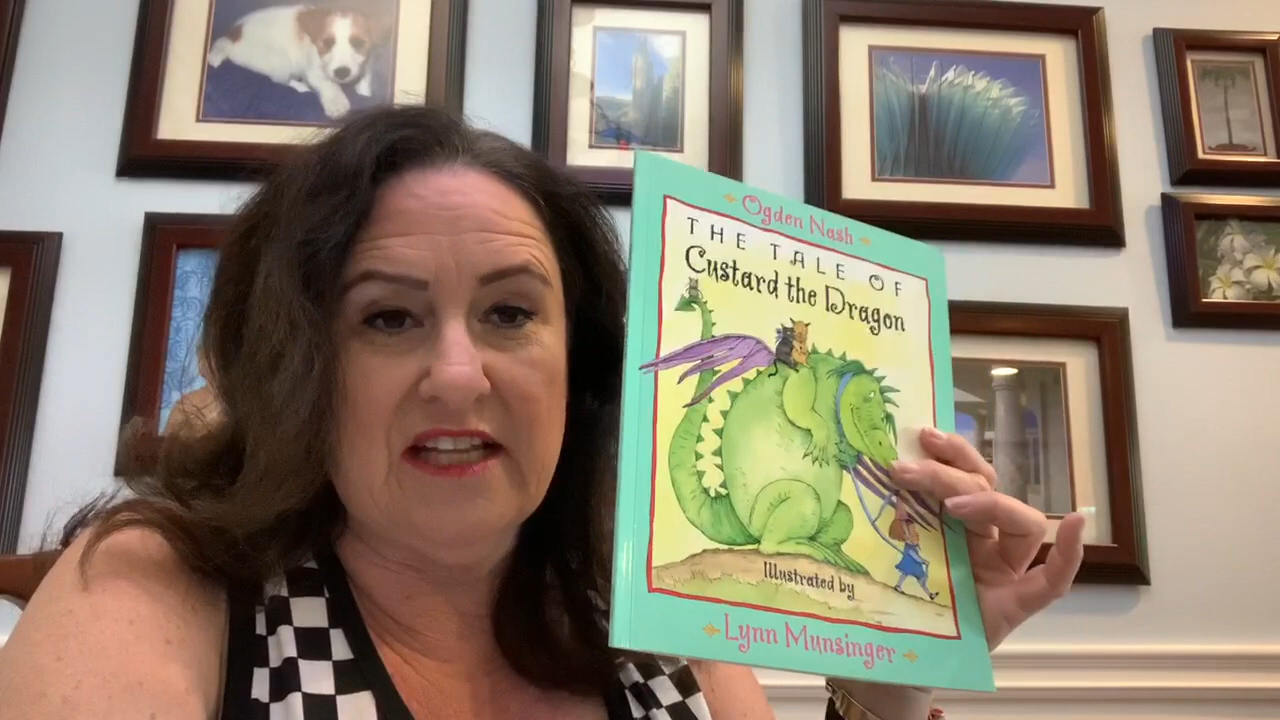 Ogden Nash
THE TALE OF
Custard the Dragon
Illustrated by
Lynn Munsinger